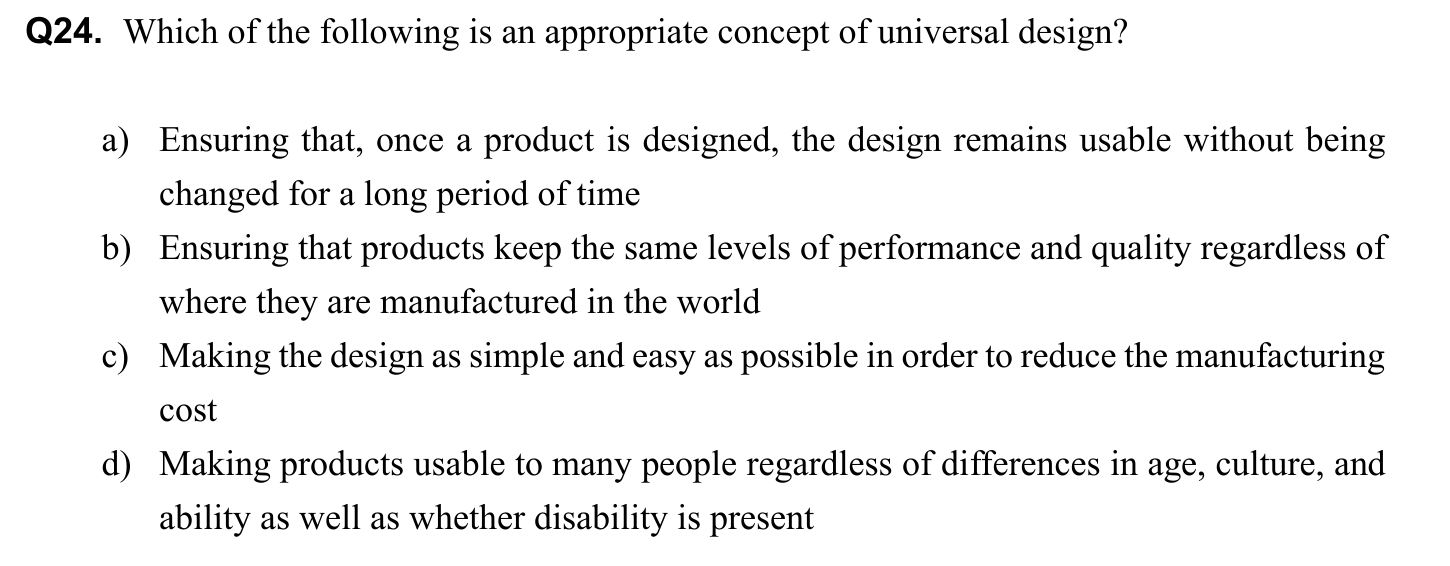 Q24. Which of the following is an appropriate concept of universal design?
a) Ensuring that, once a product is designed, the design remains usable without being
changed for a long period of time
b) Ensuring that products keep the same levels of performance and quality regardless of
where they are manufactured in the world
c) Making the design as simple and easy as possible in order to reduce the manufacturing
cost
d) Making products usable to many people regardless of differences in age, culture, and
ability as well as whether disability is present